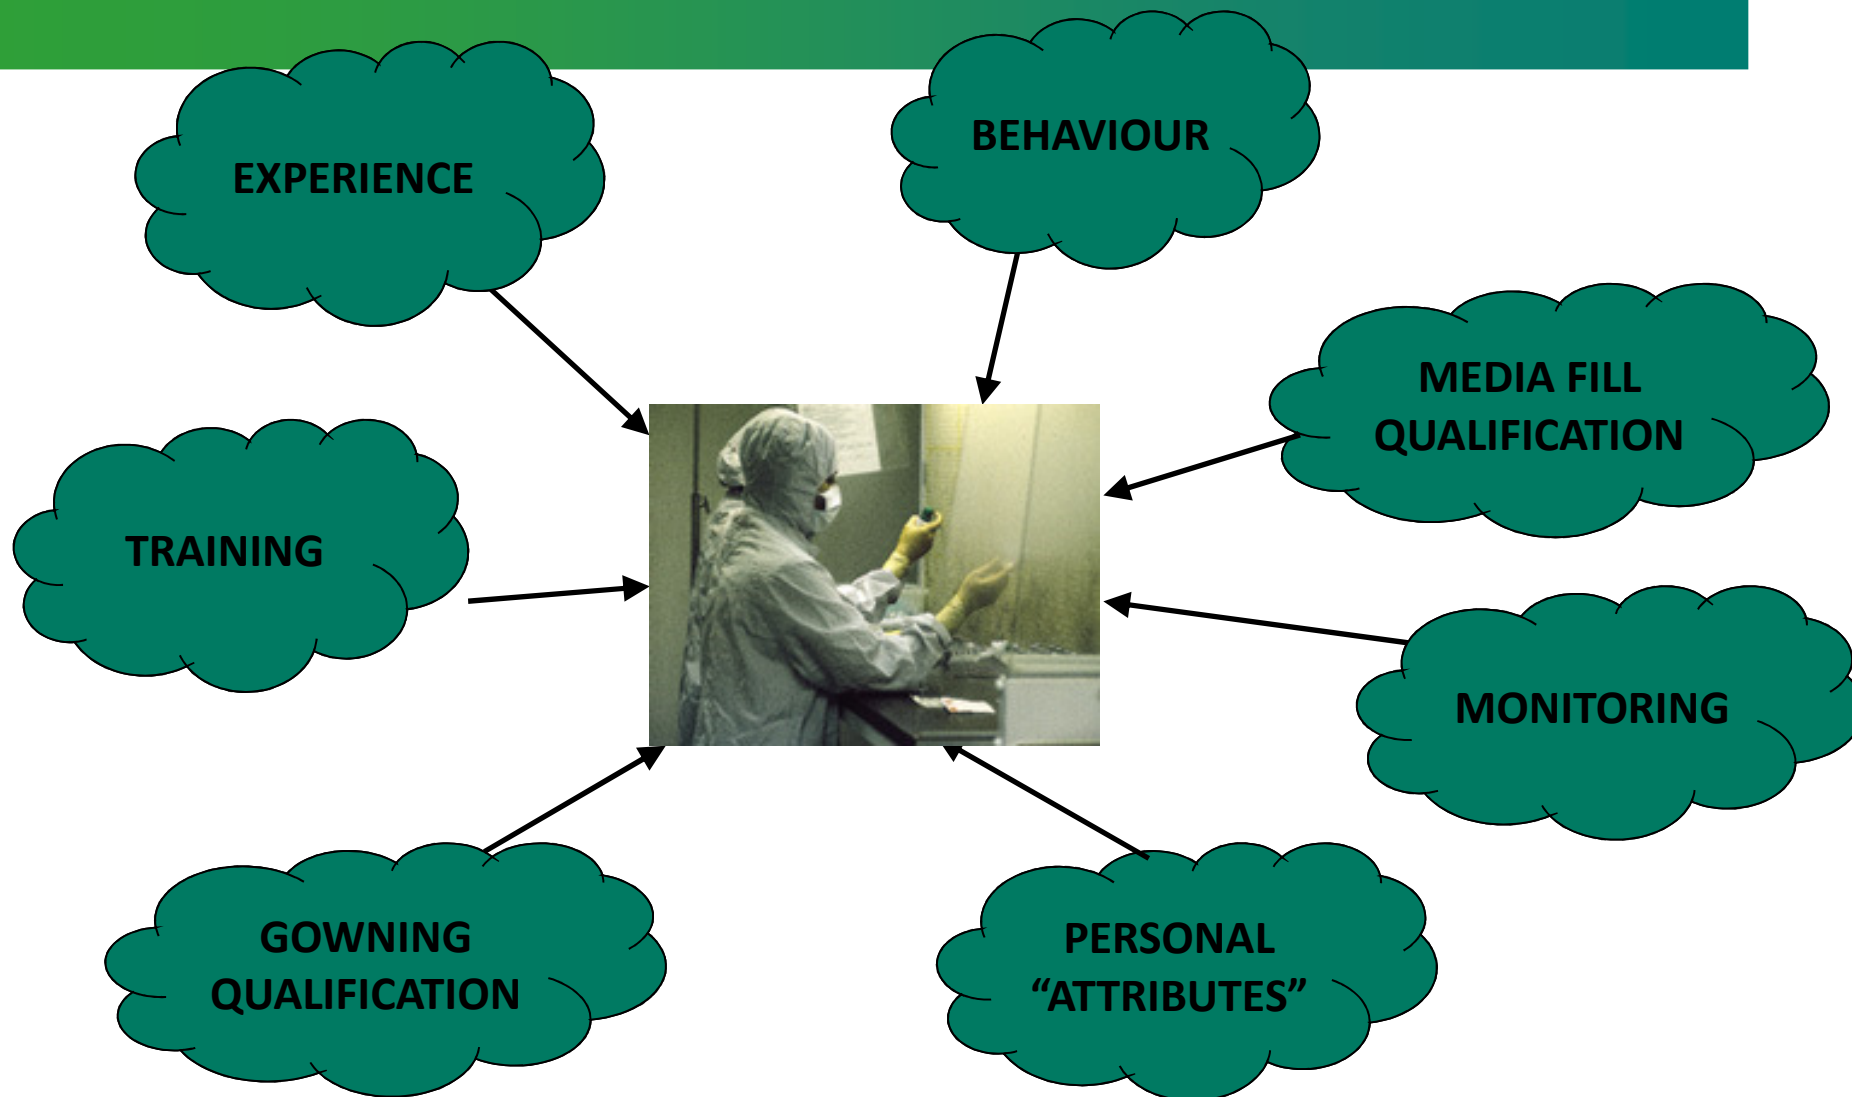 EXPERIENCE
BEHAVIOUR
MEDIA FILL
QUALIFICATION
TRAINING
MONITORING
GOWNING
QUALIFICATION
PERSONAL
“ATTRIBUTES”